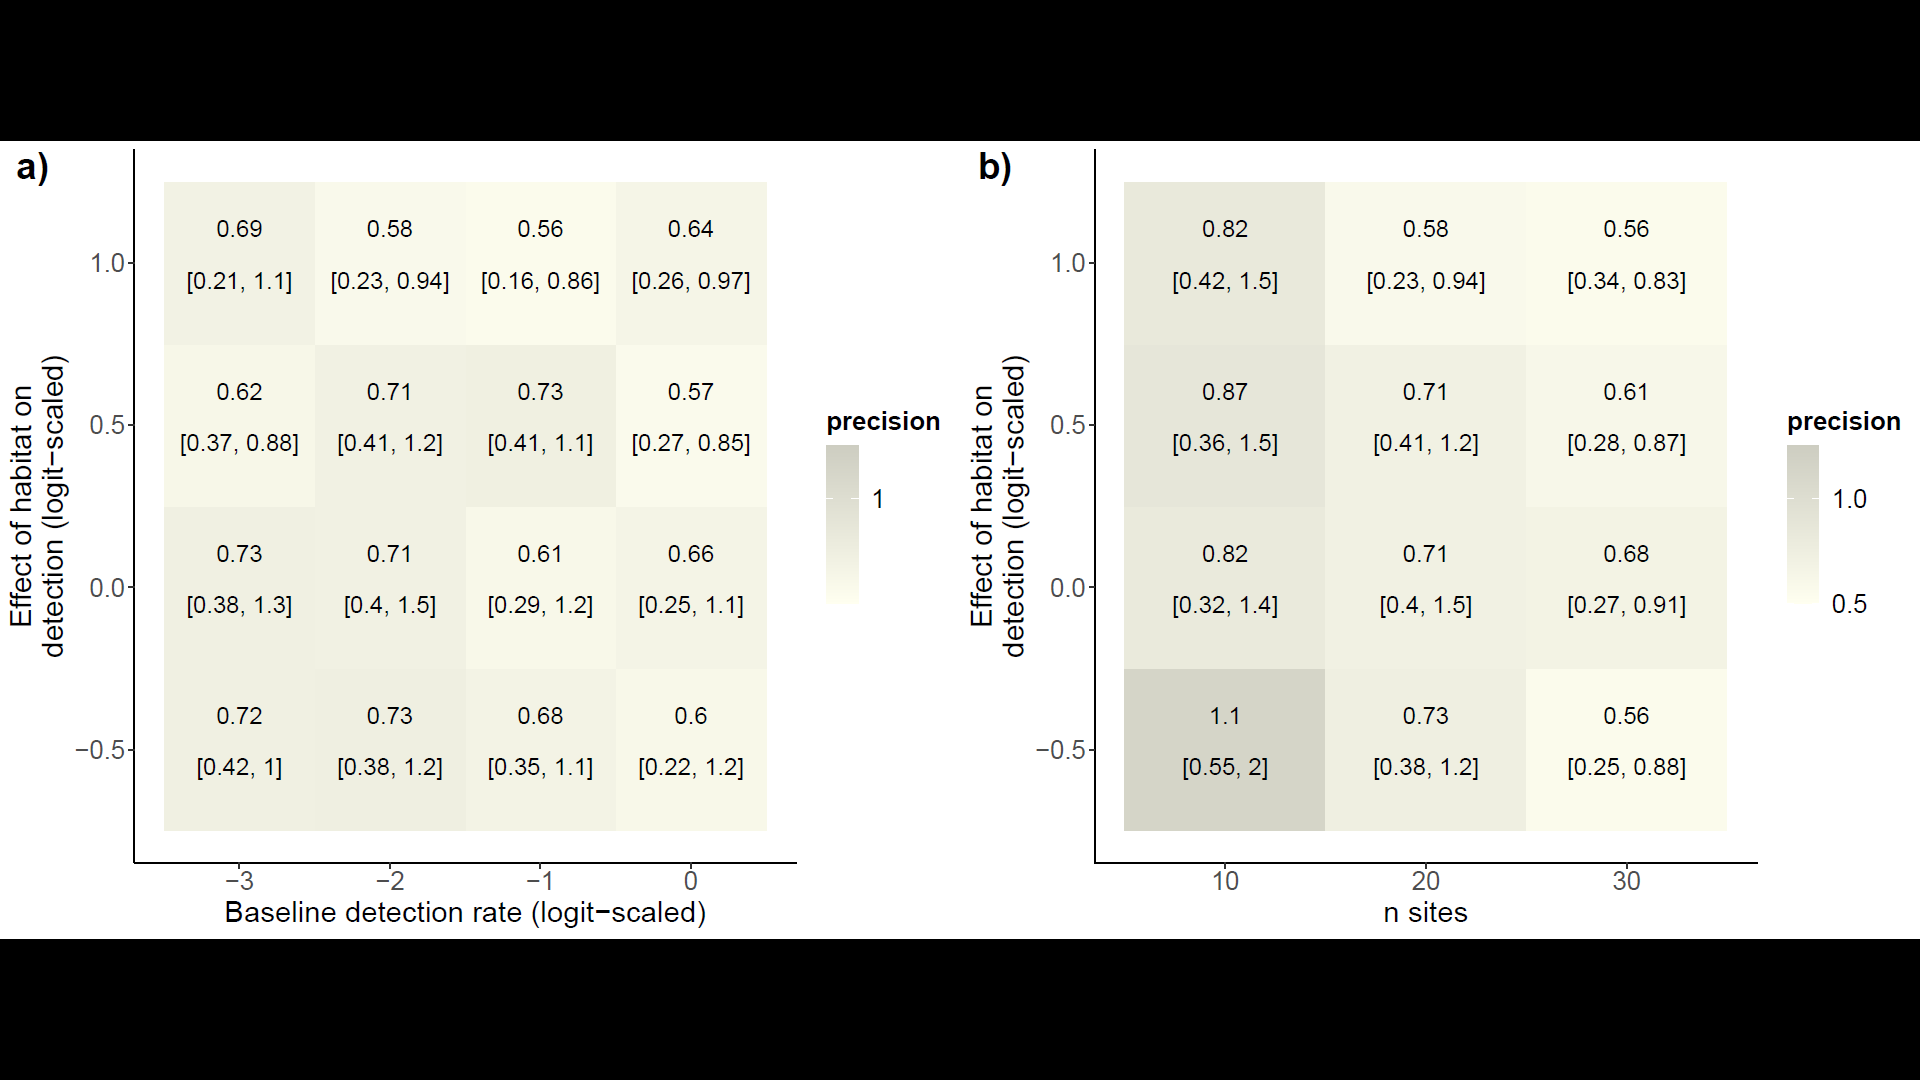 a)
Effect of habitat on
detection (logit−scaled)
1.0
0.5
0.0
−0.5
0.69 0.58 0.56 0.64
[0.21, 1.1] [0.23, 0.94] [0.16, 0.86] [0.26, 0.97]
0.62 0.71 0.73 0.57
[0.37, 0.88] [0.41, 1.2] [0.41, 1.1] [0.27, 0.85]
0.73 0.71 0.61 0.66
[0.38, 1.3] [0.4, 1.5] [0.29, 1.2] [0.25, 1.1]
0.72 0.73 0.68 0.6
[0.42, 1] [0.38, 1.2] [0.35, 1.1] [0.22, 1.2]
−3 −2 −1 0
Baseline detection rate (logit−scaled)
precision
1
b)
Effect of habitat on
detection (logit−scaled)
1.0
0.5
0.0
−0.5
0.82 0.58 0.56
[0.42, 1.5] [0.23, 0.94] [0.34, 0.83]
0.87 0.71 0.61
[0.36, 1.5] [0.41, 1.2] [0.28, 0.87]
0.82 0.71 0.68
[0.32, 1.4] [0.4, 1.5] [0.27, 0.91]
1.1 0.73 0.56
[0.55, 2] [0.38, 1.2] [0.25, 0.88]
10 20 30
n sites
precision
1.0
0.5